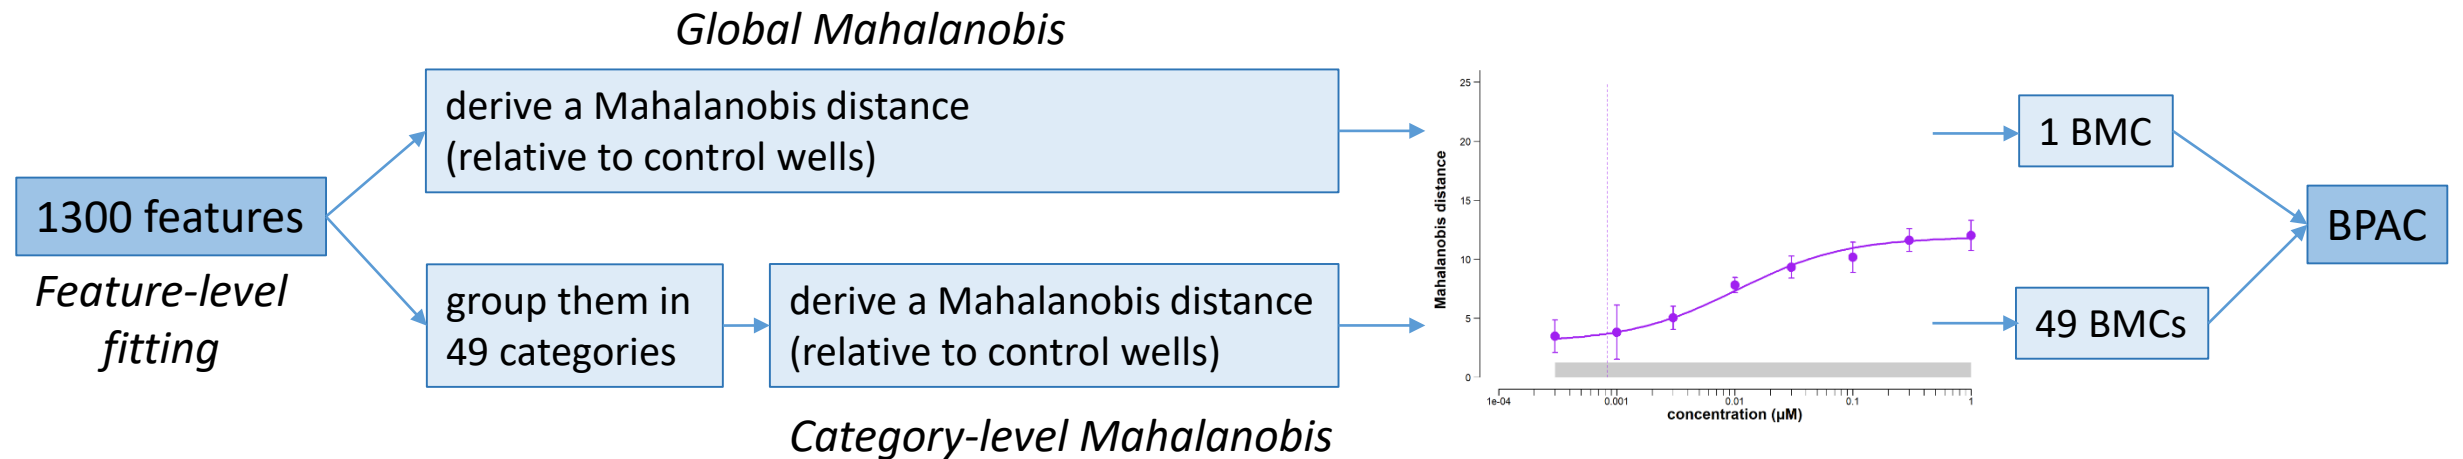 Global Mahalanobis
derive a Mahalanobis distance
(relative to control wells)
1300 features
Feature-level
fitting
group them in
49 categories
derive a Mahalanobis distance
(relative to control wells)
Category-level Mahalanobis
Mahalanobis distance
25
20
15
10
5
0
1e-04
0.001
0.01
0.1
1
concentration (µM)
1 BMC
49 BMCs
BPAC